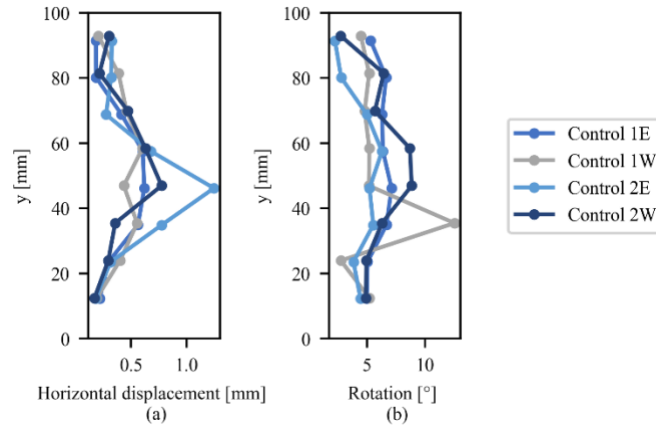 100
80
60
40
20
0
y [mm]
0.5 1.0
Horizontal displacement [mm]
(a)
100
80
60
40
20
0
y [mm]
5 10
Rotation [°]
(b)
Control 1E
Control 1W
Control 2E
Control 2W